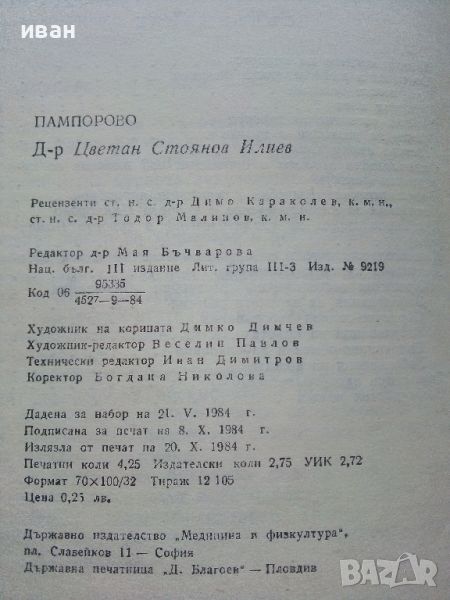 иван
ПАМПОРОВО
Д-р Цветан Стоянов Илиев
Рецензенти ст. н. с. д-р Димо Караколев, к. м. н.,
ст. н. с. д-р Тодор Малинов, к. м. н.
Редактор д-р Мая Бъчварова
Нац. бълг. III издание Лит. група III-3 Изд. № 9219
Код 06 95335/4527—9—84
Художник на корицата Димко Димчев
Художник-редактор Веселин Павлов
Технически редактор Иван Димитров
Коректор Богдана Николова
Дадена за набор на 21. V. 1984 г.
Подписана за печат на 8. X. 1984 г.
Излязла от печат на 20. X. 1984 г.
Печатни коли 4,25 Издателски коли 2,75 УИК 2,72
Формат 70×100/32 Тираж 12 105
Цена 0,25 лв.
Държавно издателство „Медицина и физкултура",
пл. Славейков 11 — София
Държавна печатница „Д. Благоев" — Пловдив
BAZAR
.bg